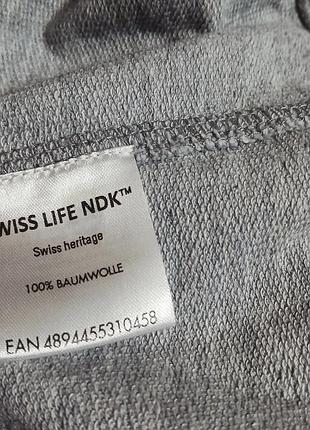 WISS LIFE NDK™
Swiss heritage
100% BAUMWOLLE
EAN 4894455310458